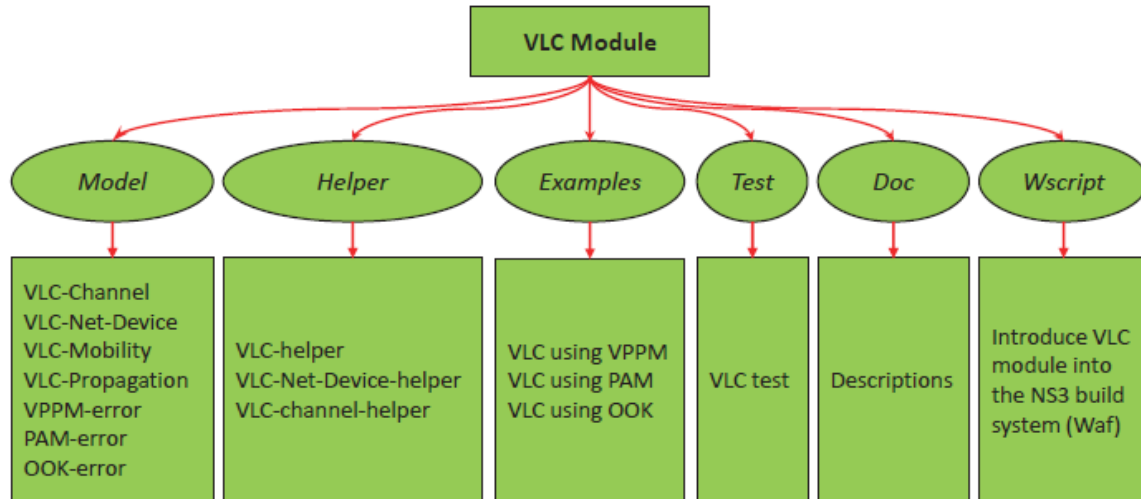 VLC Module
Model
Helper
Examples
Test
Doc
Wscript
VLC-Channel
VLC-Net-Device
VLC-Mobility
VLC-Propagation
VPPM-error
PAM-error
OOK-error
VLC-helper
VLC-Net-Device-helper
VLC-channel-helper
VLC using VPPM
VLC using PAM
VLC using OOK
VLC test
Descriptions
Introduce VLC
module into
the NS3 build
system (Waf)